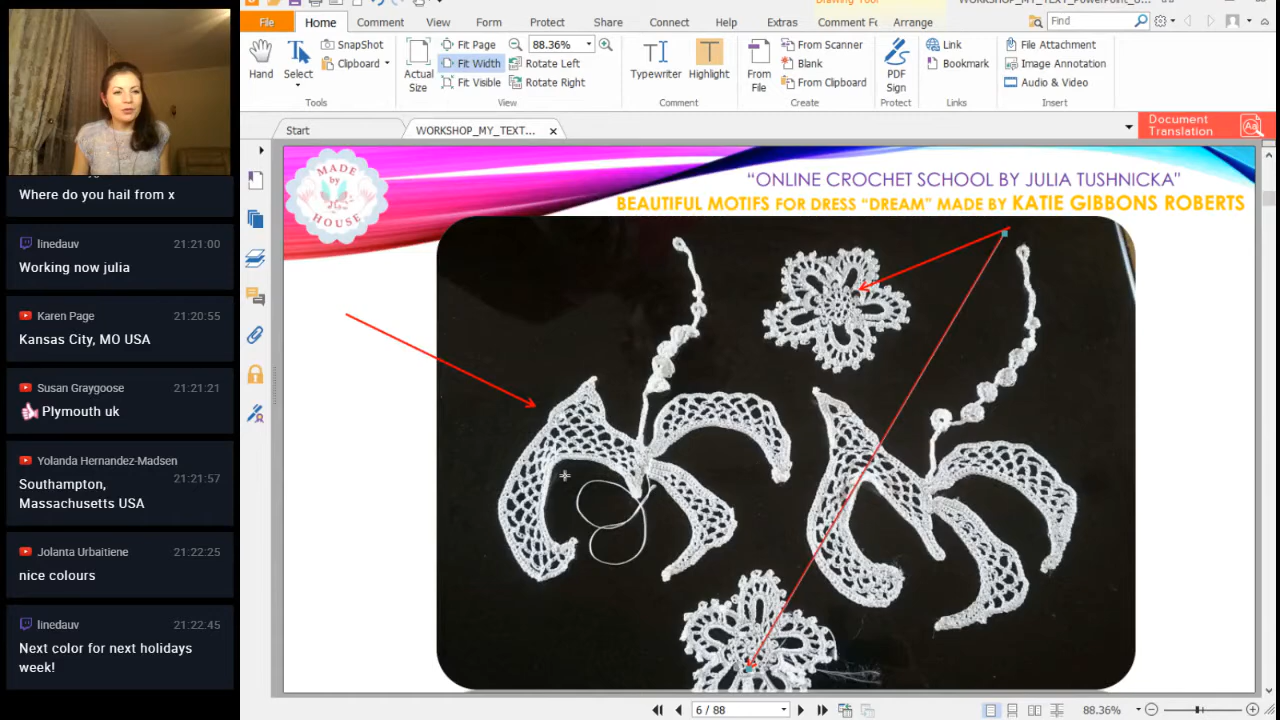 WORKSHOP_MY_TEXT_PowerPoint_
File
Home
Comment
View
Form
Protect
Share
Connect
Help
Extras
Arrange
Find
Hand
Select
SnapShot
Clipboard
Tools
Actual
Size
Fit Page
Fit Width
Fit Visible
88.36%
Rotate Left
Rotate Right
View
Typewriter
Highlight
Comment
From
File
From Scanner
Blank
From Clipboard
Create
PDF
Sign
Protect
Link
Bookmark
Links
File Attachment
Image Annotation
Audio & Video
Insert
Start
WORKSHOP_MY_TEXT...
Document
Translation
Where do you hail from x
linedauv 21:21:00
Working now julia
Karen Page 21:20:55
Kansas City, MO USA
Susan Graygoose 21:21:21
Plymouth uk
Yolanda Hernandez-Madsen
Southampton, 21:21:57
Massachusetts USA
Jolanta Urbaitiene 21:22:25
nice colours
linedauv 21:22:45
Next color for next holidays
week!
MADE
by
HOUSE
"ONLINE CROCHET SCHOOL BY JULIA TUSHNICKA"
BEAUTIFUL MOTIFS FOR DRESS "DREAM" MADE BY KATIE GIBBONS ROBERTS
6 / 88
88.36%